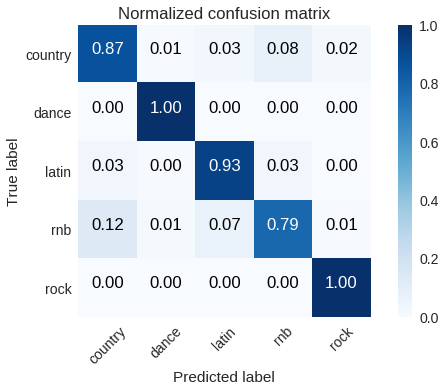 Normalized confusion matrix
country 0.87 0.01 0.03 0.08 0.02
dance 0.00 1.00 0.00 0.00 0.00
latin 0.03 0.00 0.93 0.03 0.00
rnb 0.12 0.01 0.07 0.79 0.01
rock 0.00 0.00 0.00 0.00 1.00
True label
country dance latin rnb rock
Predicted label
1.0
0.8
0.6
0.4
0.2
0.0